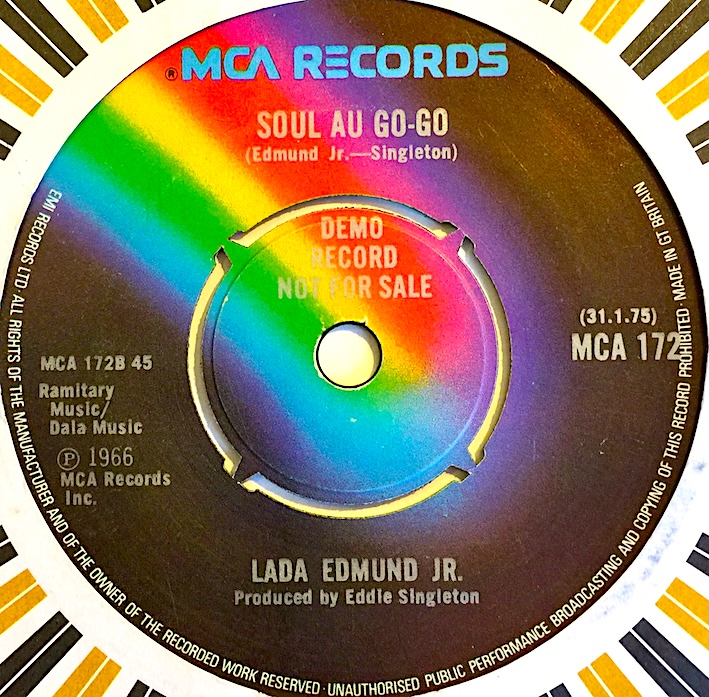 ®MCA RECORDS
SOUL AU GO-GO
(Edmund Jr.—Singleton)
DEMO
RECORD
NOT FOR SALE
(31.1.75)
MCA 172
MCA 172B 45
Ramitary
Music/
Dala Music
Ⓟ 1966
MCA Records
Inc.
LADA EDMUND JR.
Produced by Eddie Singleton
EMI RECORDS LTD· ALL RIGHTS OF THE MANUFACTURER AND OF THE OWNER OF THE RECORDED WORK RESERVED · UNAUTHORISED PUBLIC PERFORMANCE BROADCASTING AND COPYING OF THIS RECORD PROHIBITED MADE IN GT BRITAIN